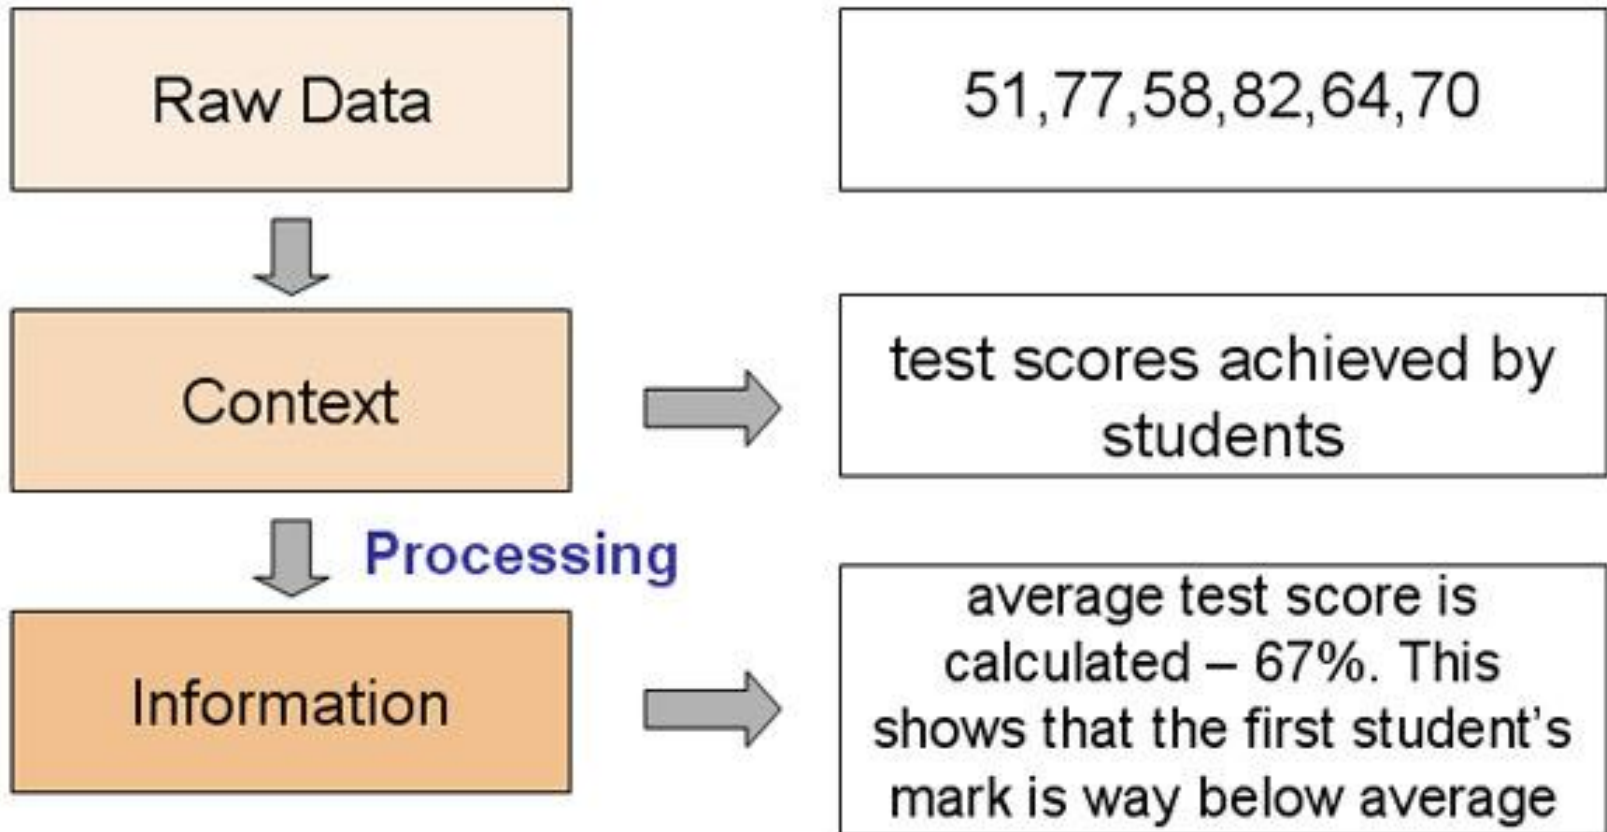 Raw Data
51,77,58,82,64,70
Context
test scores achieved by
students
Processing
Information
average test score is
calculated – 67%. This
shows that the first student’s
mark is way below average